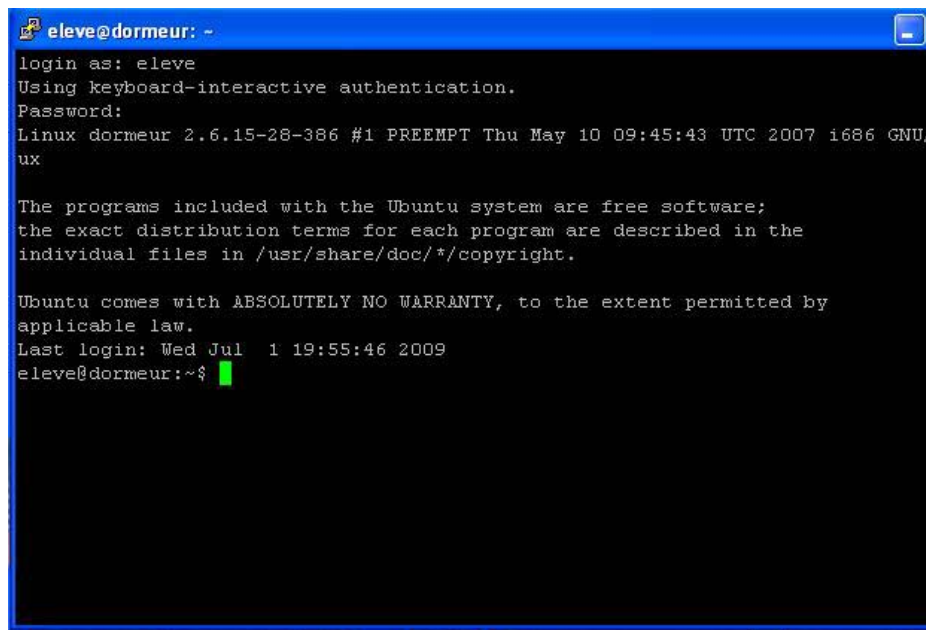 eleve@dormeur: ~
login as: eleve
Using keyboard-interactive authentication.
Password:
Linux dormeur 2.6.15-28-386 #1 PREEMPT Thu May 10 09:45:43 UTC 2007 i686 GNU/
ux

The programs included with the Ubuntu system are free software;
the exact distribution terms for each program are described in the
individual files in /usr/share/doc/*/copyright.

Ubuntu comes with ABSOLUTELY NO WARRANTY, to the extent permitted by
applicable law.
Last login: Wed Jul  1 19:55:46 2009
eleve@dormeur:~$